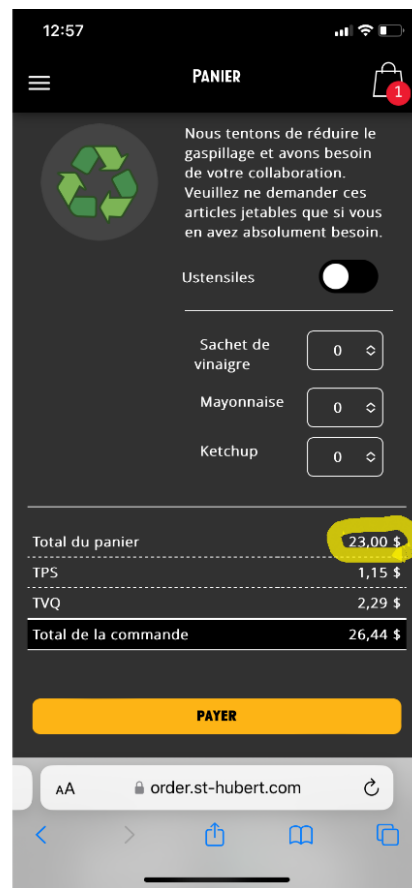 12:57
PANIER
1
Nous tentons de réduire le
gaspillage et avons besoin
de votre collaboration.
Veuillez ne demander ces
articles jetables que si vous
en avez absolument besoin.
Ustensiles
Sachet de
vinaigre
0
Mayonnaise
0
Ketchup
0
Total du panier 23,00 $
TPS 1,15 $
TVQ 2,29 $
Total de la commande 26,44 $
PAYER
AA order.st-hubert.com